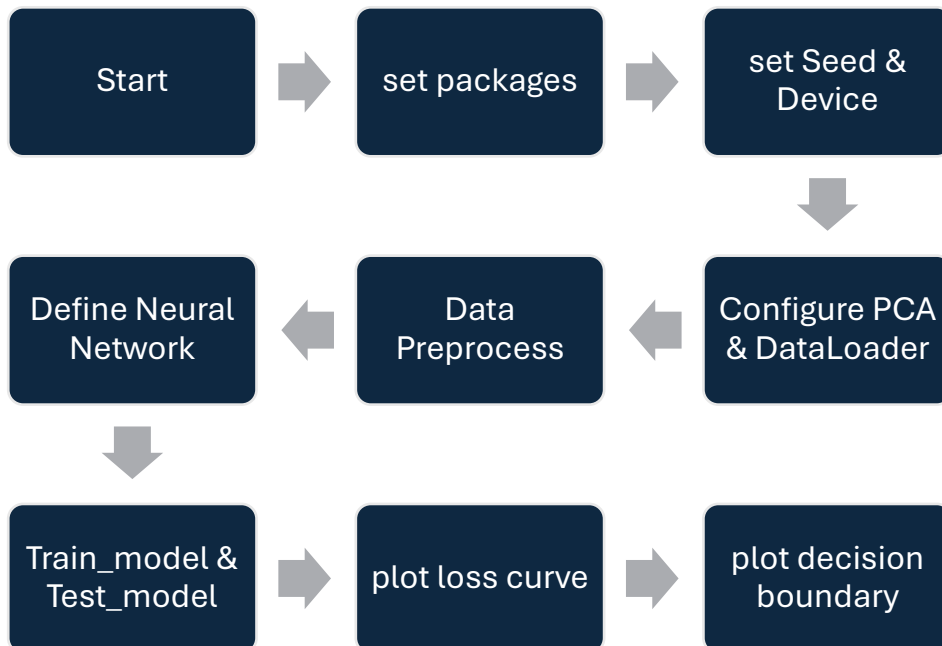 Start
set packages
set Seed &
Device
Configure PCA
& DataLoader
Data
Preprocess
Define Neural
Network
Train_model &
Test_model
plot loss curve
plot decision
boundary